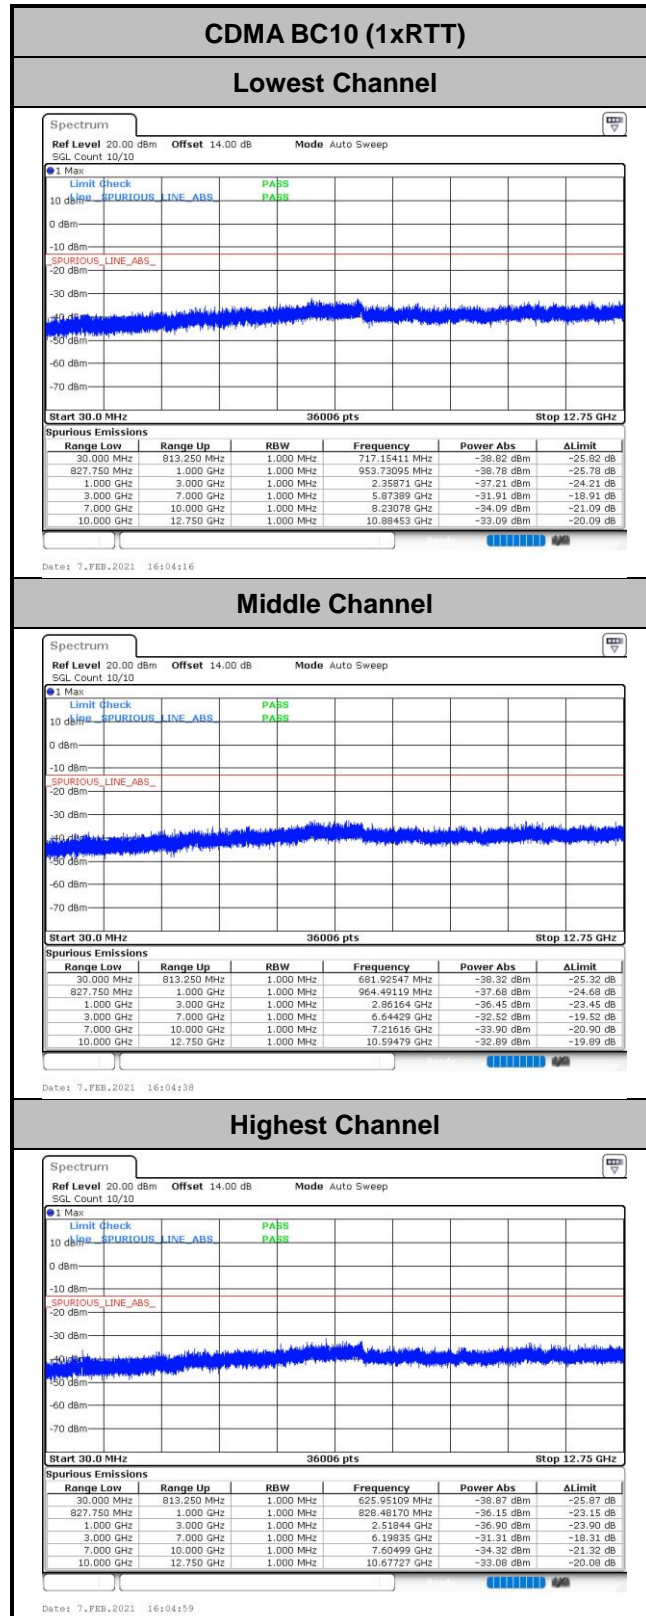 CDMA BC10 (1xRTT)
Lowest Channel
Spectrum
Ref Level 20.00 dBm Offset 14.00 dB Mode Auto Sweep
SGL Count 10/10
1 Max
Limit Check PASS
10 dBm Line _SPURIOUS_LINE_ABS_ PASS
0 dBm
-10 dBm
_SPURIOUS_LINE_ABS_
-20 dBm
-30 dBm
-40 dBm
-50 dBm
-60 dBm
-70 dBm
Start 30.0 MHz 36006 pts Stop 12.75 GHz
Spurious Emissions
Range Low Range Up RBW Frequency Power Abs ΔLimit
30.000 MHz 813.250 MHz 1.000 MHz 717.15411 MHz -38.82 dBm -25.82 dB
827.750 MHz 1.000 GHz 1.000 MHz 953.73095 MHz -38.78 dBm -25.78 dB
1.000 GHz 3.000 GHz 1.000 MHz 2.35871 GHz -37.21 dBm -24.21 dB
3.000 GHz 7.000 GHz 1.000 MHz 5.87389 GHz -31.91 dBm -18.91 dB
7.000 GHz 10.000 GHz 1.000 MHz 8.23078 GHz -34.09 dBm -21.09 dB
10.000 GHz 12.750 GHz 1.000 MHz 10.88453 GHz -33.09 dBm -20.09 dB
Date: 7.FEB.2021 16:04:16
Middle Channel
Spectrum
Ref Level 20.00 dBm Offset 14.00 dB Mode Auto Sweep
SGL Count 10/10
1 Max
Limit Check PASS
10 dBm Line _SPURIOUS_LINE_ABS_ PASS
0 dBm
-10 dBm
_SPURIOUS_LINE_ABS_
-20 dBm
-30 dBm
-40 dBm
-50 dBm
-60 dBm
-70 dBm
Start 30.0 MHz 36006 pts Stop 12.75 GHz
Spurious Emissions
Range Low Range Up RBW Frequency Power Abs ΔLimit
30.000 MHz 813.250 MHz 1.000 MHz 681.92547 MHz -38.32 dBm -25.32 dB
827.750 MHz 1.000 GHz 1.000 MHz 964.49119 MHz -37.68 dBm -24.68 dB
1.000 GHz 3.000 GHz 1.000 MHz 2.86164 GHz -36.45 dBm -23.45 dB
3.000 GHz 7.000 GHz 1.000 MHz 6.64429 GHz -32.52 dBm -19.52 dB
7.000 GHz 10.000 GHz 1.000 MHz 7.21616 GHz -33.90 dBm -20.90 dB
10.000 GHz 12.750 GHz 1.000 MHz 10.59479 GHz -32.89 dBm -19.89 dB
Date: 7.FEB.2021 16:04:38
Highest Channel
Spectrum
Ref Level 20.00 dBm Offset 14.00 dB Mode Auto Sweep
SGL Count 10/10
1 Max
Limit Check PASS
10 dBm Line _SPURIOUS_LINE_ABS_ PASS
0 dBm
-10 dBm
_SPURIOUS_LINE_ABS_
-20 dBm
-30 dBm
-40 dBm
-50 dBm
-60 dBm
-70 dBm
Start 30.0 MHz 36006 pts Stop 12.75 GHz
Spurious Emissions
Range Low Range Up RBW Frequency Power Abs ΔLimit
30.000 MHz 813.250 MHz 1.000 MHz 625.95109 MHz -38.87 dBm -25.87 dB
827.750 MHz 1.000 GHz 1.000 MHz 828.48170 MHz -36.15 dBm -23.15 dB
1.000 GHz 3.000 GHz 1.000 MHz 2.51844 GHz -36.90 dBm -23.90 dB
3.000 GHz 7.000 GHz 1.000 MHz 6.19835 GHz -31.31 dBm -18.31 dB
7.000 GHz 10.000 GHz 1.000 MHz 7.60499 GHz -34.32 dBm -21.32 dB
10.000 GHz 12.750 GHz 1.000 MHz 10.67727 GHz -33.08 dBm -20.08 dB
Date: 7.FEB.2021 16:04:59